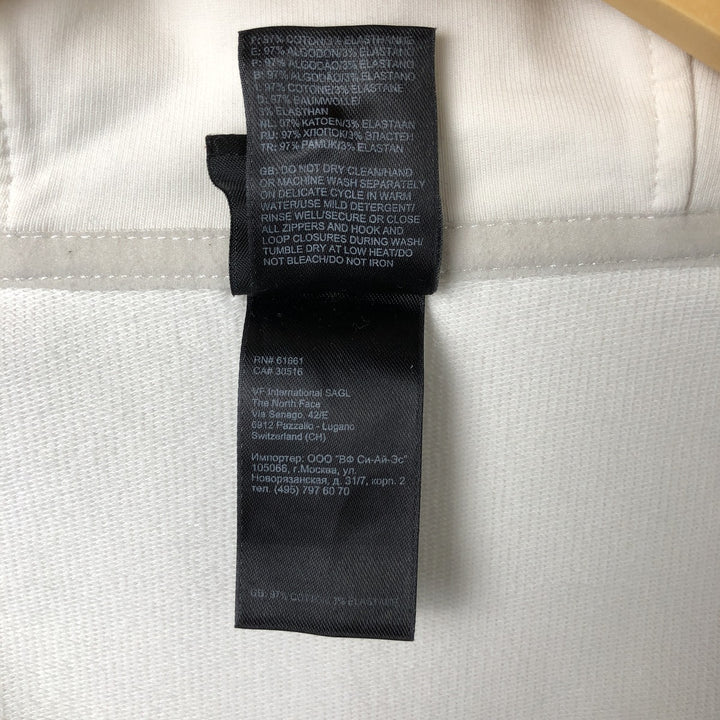 F: 97% COTON/3% ELASTHANNE
E: 97% ALGODON/3% ELASTANO
P: 97% ALGODAO/3% ELASTANO
B: 97% ALGODAO/3% ELASTANO
I: 97% COTONE/3% ELASTANE
D: 97% BAUMWOLLE/
3% ELASTHAN
NL: 97% KATOEN/3% ELASTAAN
RU: 97% ХЛОПОК/3% ЭЛАСТЕН
TR: 97% PAMUK/3% ELASTAN
GB: DO NOT DRY CLEAN/HAND
OR MACHINE WASH SEPARATELY
ON DELICATE CYCLE IN WARM
WATER/USE MILD DETERGENT/
RINSE WELL/SECURE OR CLOSE
ALL ZIPPERS AND HOOK AND
LOOP CLOSURES DURING WASH/
TUMBLE DRY AT LOW HEAT/DO
NOT BLEACH/DO NOT IRON
RN# 61661
CA# 30516
VF International SAGL
The North Face
Via Senago, 42/E
6912 Pazzallo - Lugano
Switzerland (CH)
Импортер: ООО "ВФ Си-Ай-Эс"
105066, г.Москва, ул.
Новорязанская, д. 31/7, корп. 2
тел. (495) 797 60 70
GB: 97% COTTON/3% ELASTANE